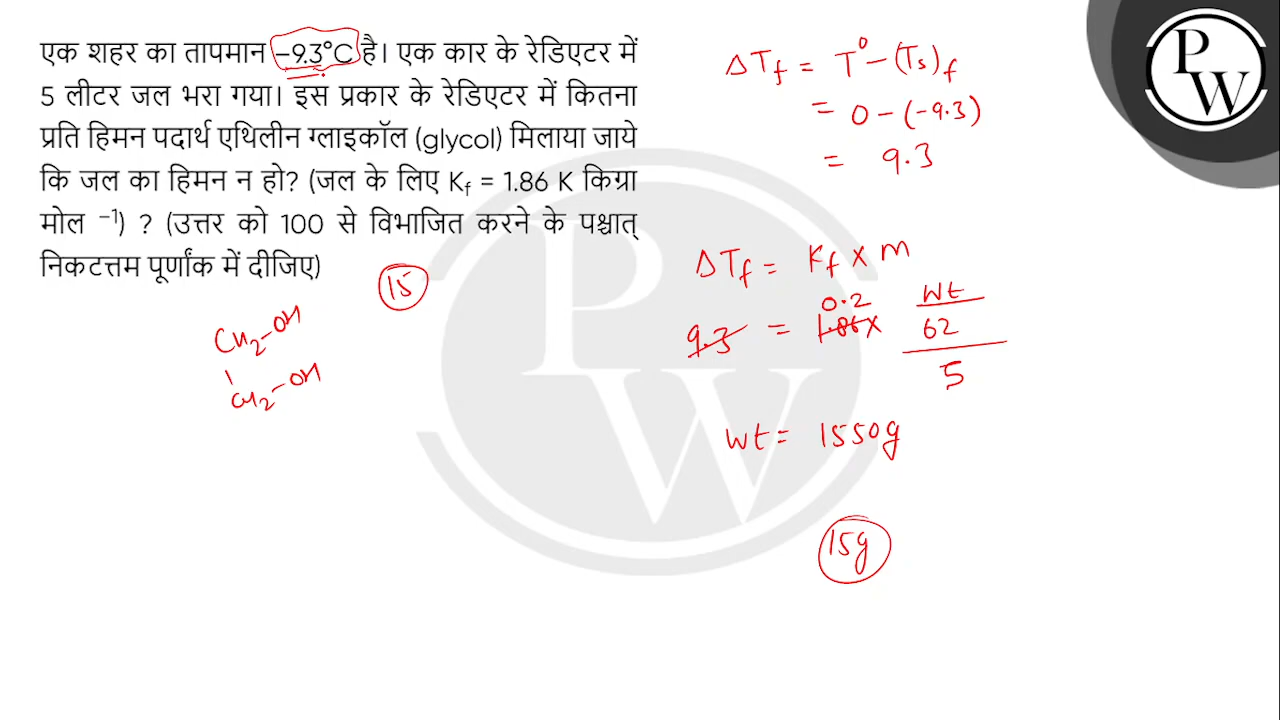 एक शहर का तापमान –9.3°C है। एक कार के रेडिएटर में
5 लीटर जल भरा गया। इस प्रकार के रेडिएटर में कितना
प्रति हिमन पदार्थ एथिलीन ग्लाइकॉल (glycol) मिलाया जाये
कि जल का हिमन न हो? (जल के लिए Kf = 1.86 K किग्रा
मोल –1) ? (उत्तर को 100 से विभाजित करने के पश्चात्
निकटत्तम पूर्णांक में दीजिए)
15
CH2-OH
CH2-OH
ΔTf = T0 - (Ts)f
= 0 - (-9.3)
= 9.3
ΔTf = Kf x m
0.2 Wt
9.3 = 1.86 x 62
5
Wt = 1550g
15g
P
W
P
W